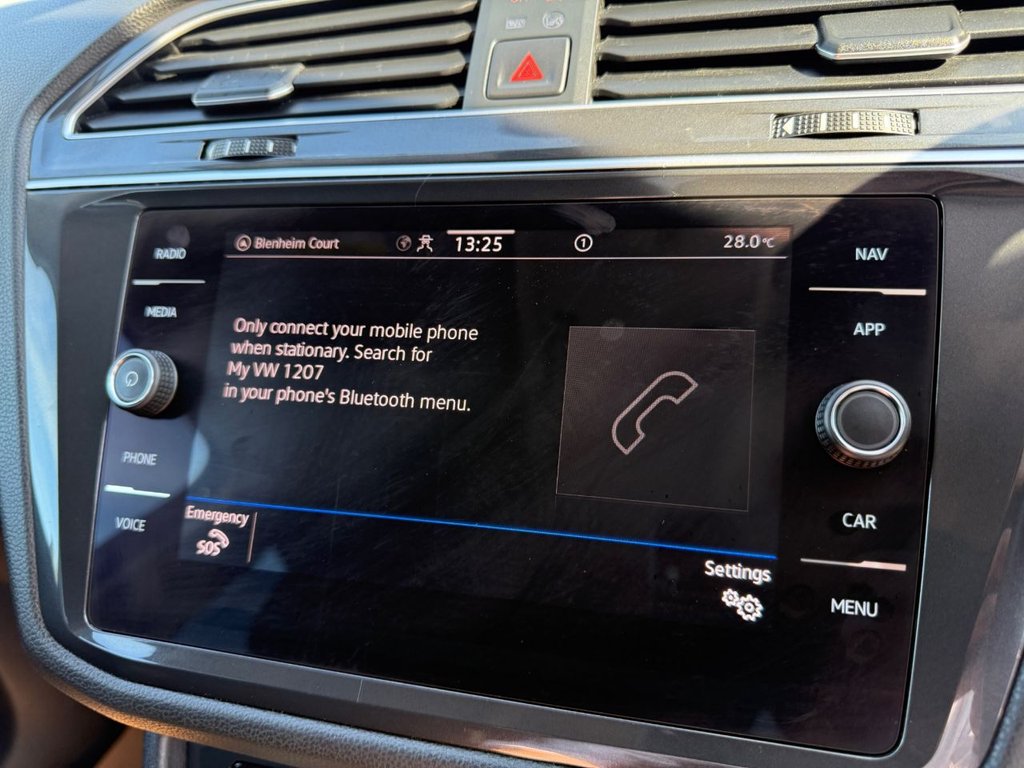 Blenheim Court
13:25
1
28.0°C
RADIO
MEDIA
PHONE
VOICE
Only connect your mobile phone
when stationary. Search for
My VW 1207
in your phone's Bluetooth menu.
Emergency
SOS
Settings
NAV
APP
CAR
MENU